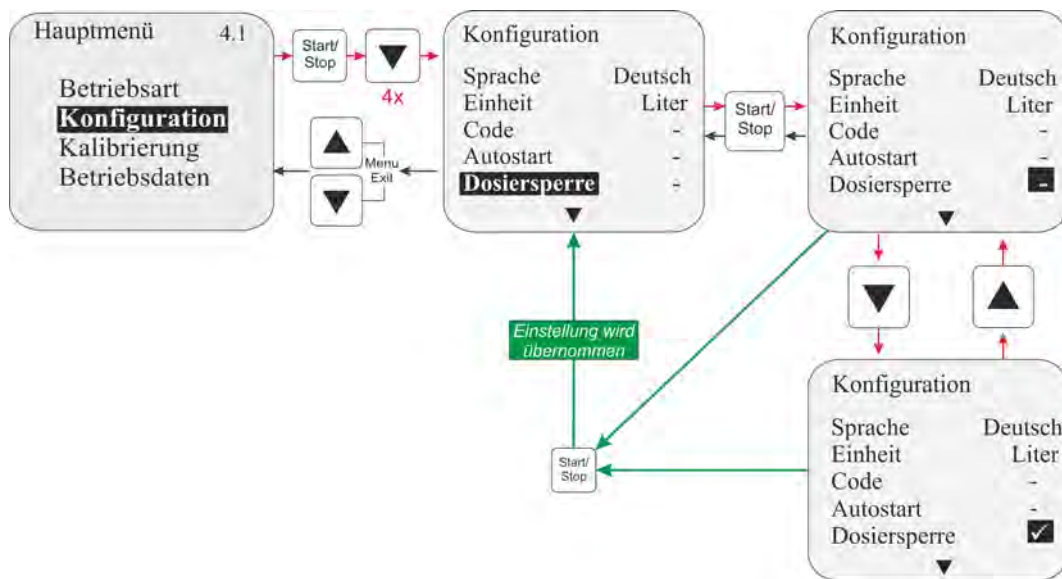 Hauptmenü 4.1
Betriebsart
Konfiguration
Kalibrierung
Betriebsdaten
Start/
Stop
4x
Menu
Exit
Konfiguration
Sprache Deutsch
Einheit Liter
Code -
Autostart -
Dosiersperre -
Start/
Stop
Konfiguration
Sprache Deutsch
Einheit Liter
Code -
Autostart -
Dosiersperre -
Einstellung wird
übernommen
Start/
Stop
Konfiguration
Sprache Deutsch
Einheit Liter
Code -
Autostart -
Dosiersperre ✓